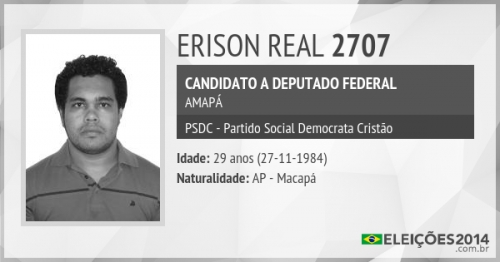 ERISON REAL 2707
CANDIDATO A DEPUTADO FEDERAL
AMAPÁ
PSDC - Partido Social Democrata Cristão
Idade: 29 anos (27-11-1984)
Naturalidade: AP - Macapá
ELEIÇÕES2014
.com.br